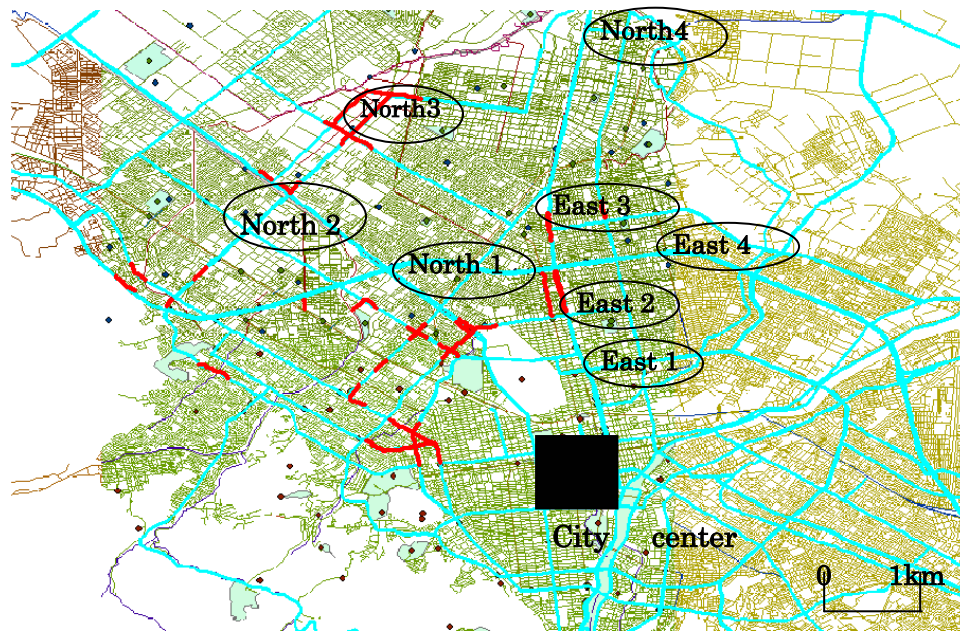 North4
North3
East 3
North 2
East 4
North 1
East 2
East 1
City center
0 1km